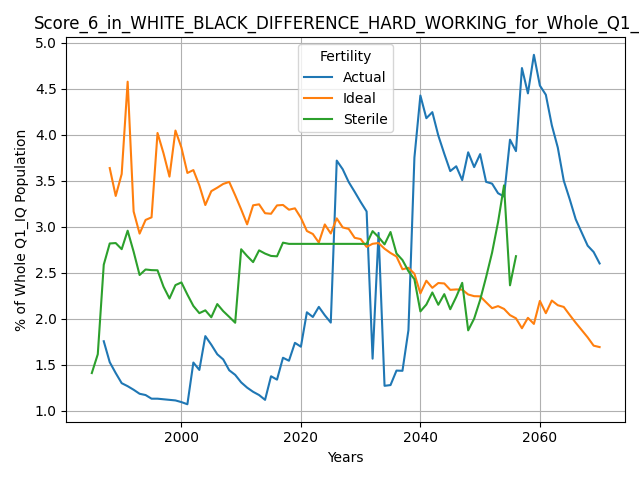 Score_6_in_WHITE_BLACK_DIFFERENCE_HARD_WORKING_for_Whole_Q1_
5.0
4.5
4.0
3.5
3.0
2.5
2.0
1.5
1.0
% of Whole Q1_IQ Population
Fertility
Actual
Ideal
Sterile
2000
2020
2040
2060
Years